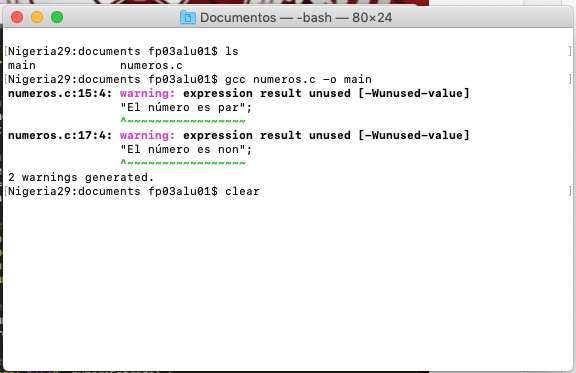 Documentos — -bash — 80×24
[Nigeria29:documents fp03alu01$ ls ]
main numeros.c
[Nigeria29:documents fp03alu01$ gcc numeros.c -o main ]
numeros.c:15:4: warning: expression result unused [-Wunused-value]
"El número es par";
^~~~~~~~~~~~~~~~~~
numeros.c:17:4: warning: expression result unused [-Wunused-value]
"El número es non";
^~~~~~~~~~~~~~~~~~
2 warnings generated.
[Nigeria29:documents fp03alu01$ clear ]